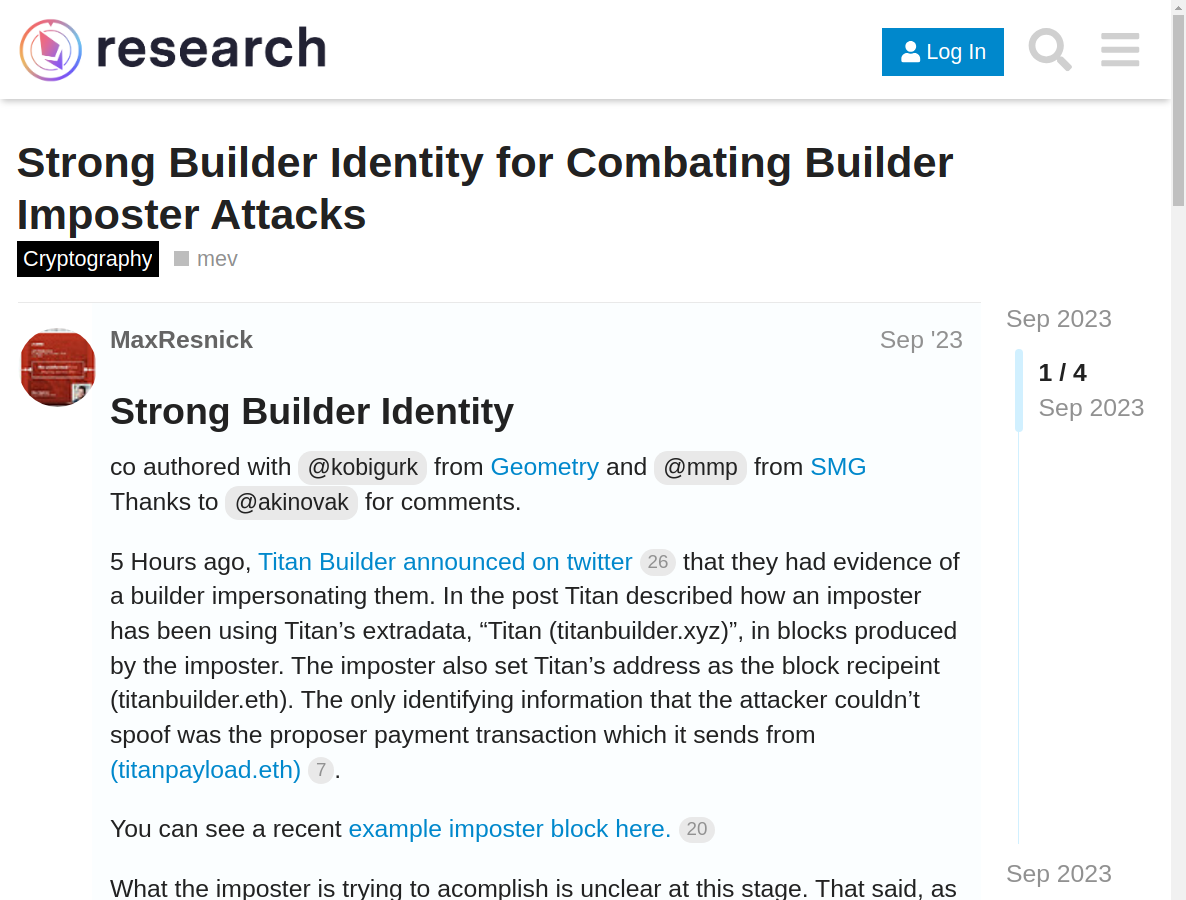 research
Log In
Strong Builder Identity for Combating Builder
Imposter Attacks
Cryptography mev
Sep 2023
MaxResnick Sep '23
1 / 4
Sep 2023
Strong Builder Identity
co authored with @kobigurk from Geometry and @mmp from SMG
Thanks to @akinovak for comments.
5 Hours ago, Titan Builder announced on twitter 26 that they had evidence of
a builder impersonating them. In the post Titan described how an imposter
has been using Titan’s extradata, “Titan (titanbuilder.xyz)”, in blocks produced
by the imposter. The imposter also set Titan’s address as the block recipeint
(titanbuilder.eth). The only identifying information that the attacker couldn’t
spoof was the proposer payment transaction which it sends from
(titanpayload.eth) 7.
You can see a recent example imposter block here. 20
Sep 2023
What the imposter is trying to acomplish is unclear at this stage. That said, as